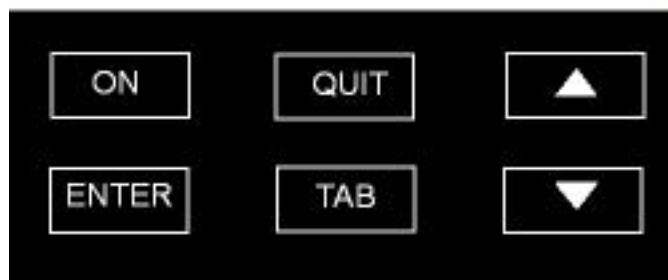 ON QUIT ▲
ENTER TAB ▼